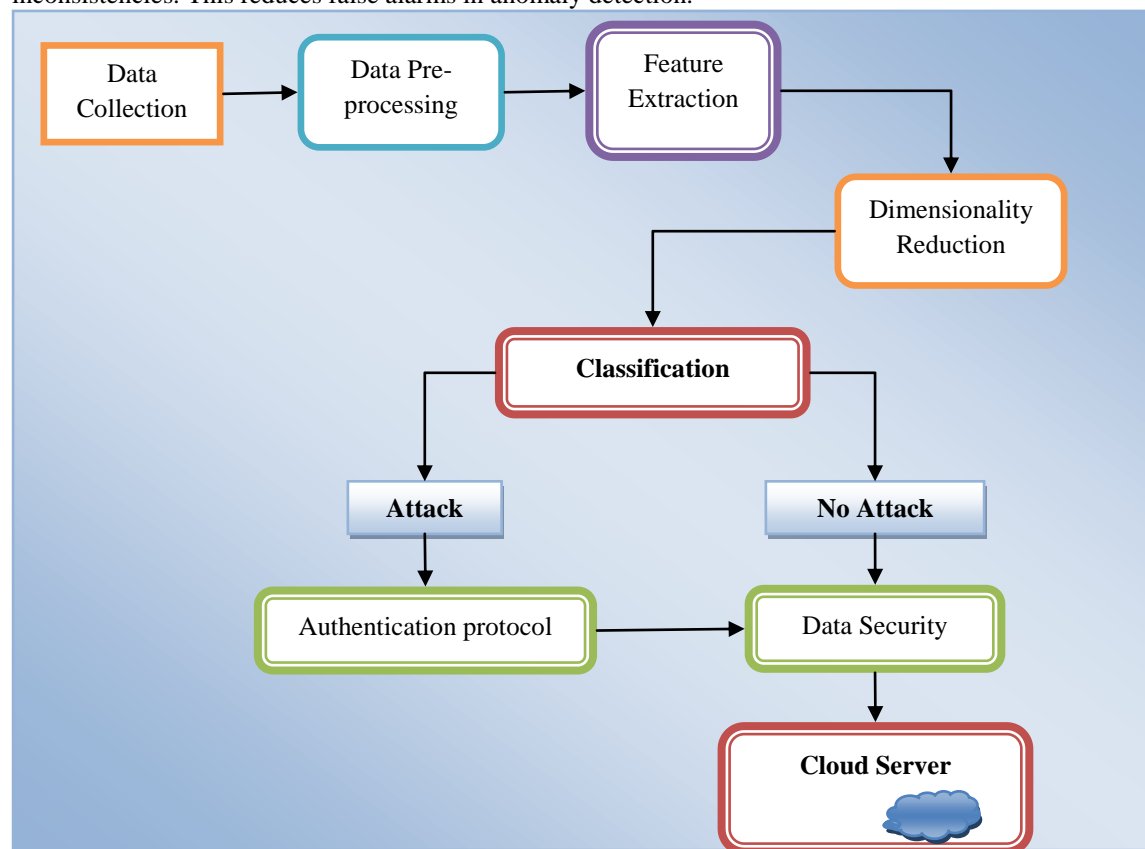 inconsistencies. This reduces false alarms in anomaly detection.
Data
Collection
Data Pre-
processing
Feature
Extraction
Dimensionality
Reduction
Classification
Attack
No Attack
Authentication protocol
Data Security
Cloud Server